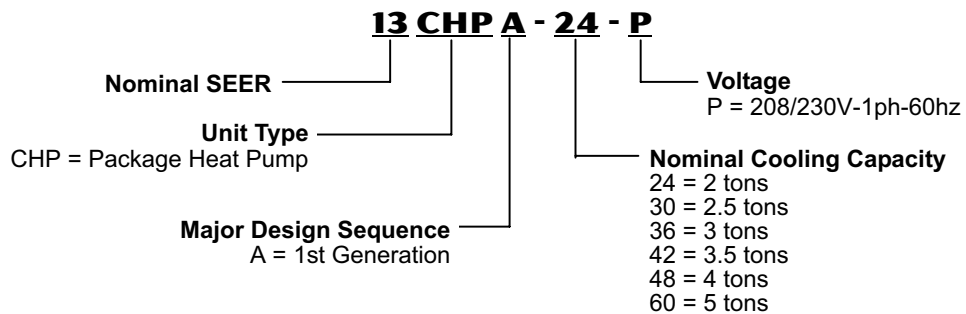 13 CHP A - 24 - P
Nominal SEER
Unit Type
CHP = Package Heat Pump
Major Design Sequence
A = 1st Generation
Voltage
P = 208/230V-1ph-60hz
Nominal Cooling Capacity
24 = 2 tons
30 = 2.5 tons
36 = 3 tons
42 = 3.5 tons
48 = 4 tons
60 = 5 tons